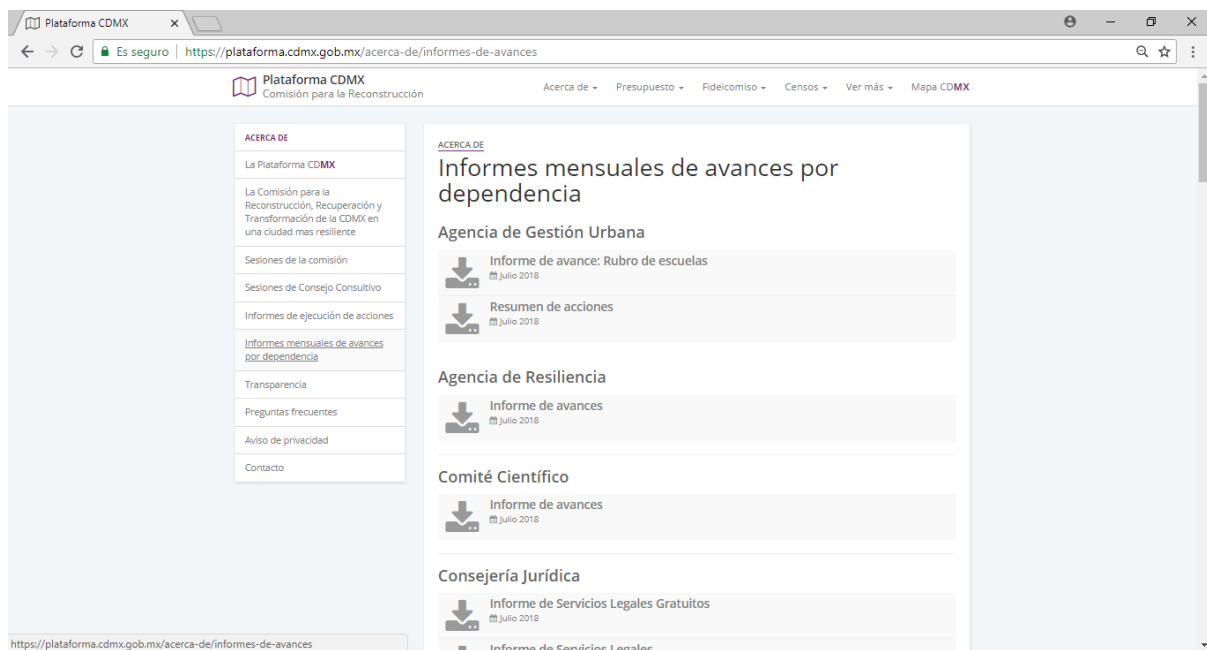 Plataforma CDMX
Es seguro | https://plataforma.cdmx.gob.mx/acerca-de/informes-de-avances
Plataforma CDMX
Comisión para la Reconstrucción
Acerca de Presupuesto Fideicomiso Censos Ver más Mapa CDMX
ACERCA DE
La Plataforma CDMX
La Comisión para la
Reconstrucción, Recuperación y
Transformación de la CDMX en
una ciudad mas resiliente
Sesiones de la comisión
Sesiones de Consejo Consultivo
Informes de ejecución de acciones
Informes mensuales de avances
por dependencia
Transparencia
Preguntas frecuentes
Aviso de privacidad
Contacto
ACERCA DE
Informes mensuales de avances por
dependencia
Agencia de Gestión Urbana
Informe de avance: Rubro de escuelas
Julio 2018
Resumen de acciones
Julio 2018
Agencia de Resiliencia
Informe de avances
Julio 2018
Comité Científico
Informe de avances
Julio 2018
Consejería Jurídica
Informe de Servicios Legales Gratuitos
Julio 2018
Informe de Servicios Legales
https://plataforma.cdmx.gob.mx/acerca-de/informes-de-avances